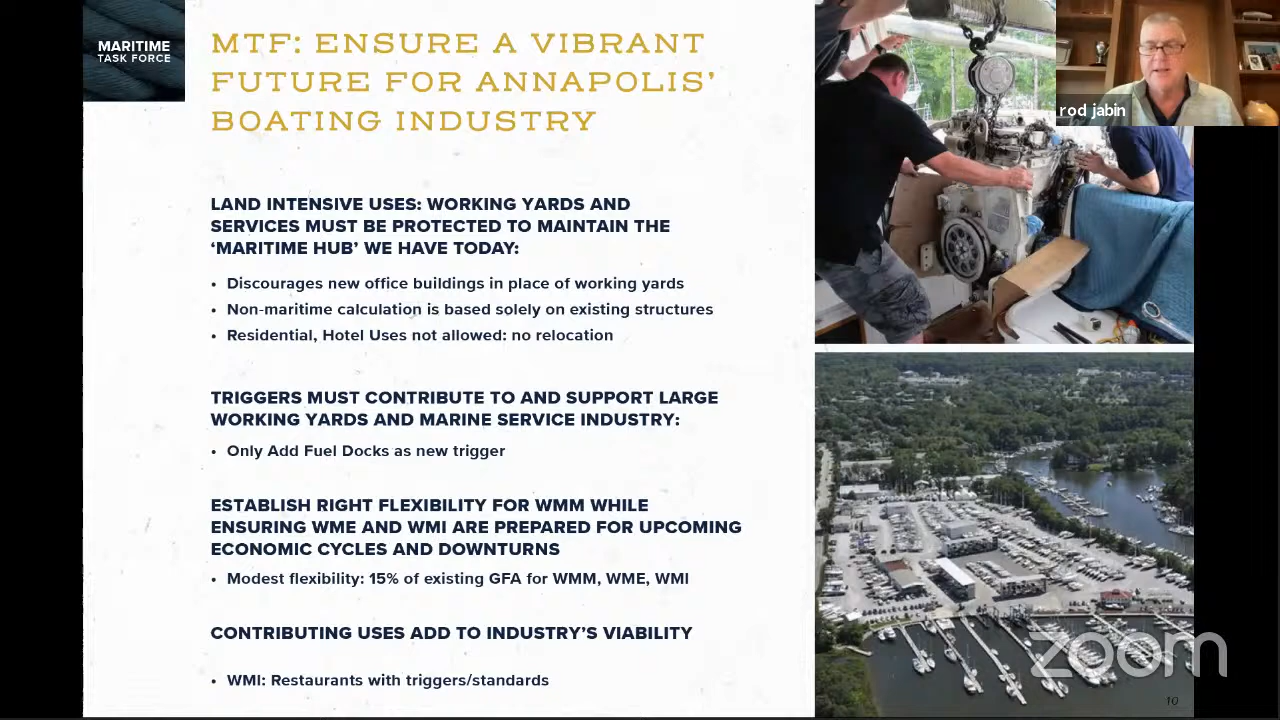 MARITIME
TASK FORCE
MTF: ENSURE A VIBRANT
FUTURE FOR ANNAPOLIS’
BOATING INDUSTRY
LAND INTENSIVE USES: WORKING YARDS AND
SERVICES MUST BE PROTECTED TO MAINTAIN THE
‘MARITIME HUB’ WE HAVE TODAY:
• Discourages new office buildings in place of working yards
• Non-maritime calculation is based solely on existing structures
• Residential, Hotel Uses not allowed: no relocation
TRIGGERS MUST CONTRIBUTE TO AND SUPPORT LARGE
WORKING YARDS AND MARINE SERVICE INDUSTRY:
• Only Add Fuel Docks as new trigger
ESTABLISH RIGHT FLEXIBILITY FOR WMM WHILE
ENSURING WME AND WMI ARE PREPARED FOR UPCOMING
ECONOMIC CYCLES AND DOWNTURNS
• Modest flexibility: 15% of existing GFA for WMM, WME, WMI
CONTRIBUTING USES ADD TO INDUSTRY’S VIABILITY
• WMI: Restaurants with triggers/standards
rod jabin
zoom
10